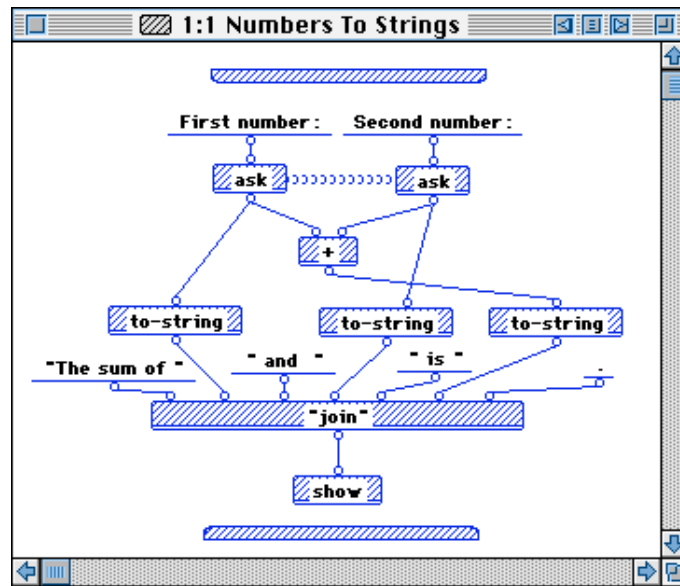 1:1 Numbers To Strings
First number: Second number:
ask ask
+
to-string to-string to-string
"The sum of " " and " " is " .
"join"
show